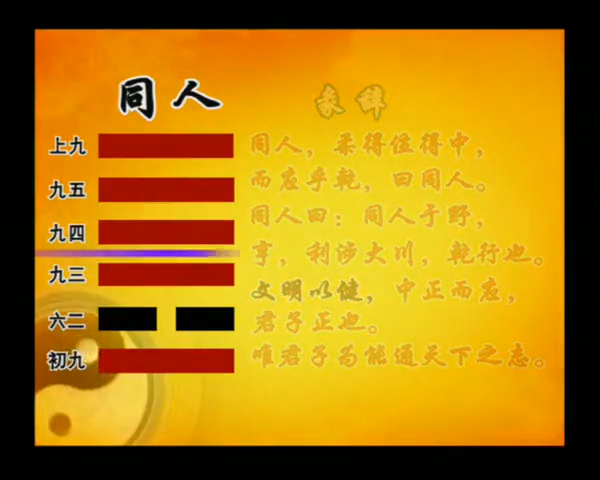 同人
彖辞
上九
九五
九四
九三
六二
初九
同人，柔得位得中，
而应乎乾，曰同人。
同人曰：同人于野，
亨，利涉大川，乾行也。
文明以健，中正而应，
君子正也。
唯君子为能通天下之志。